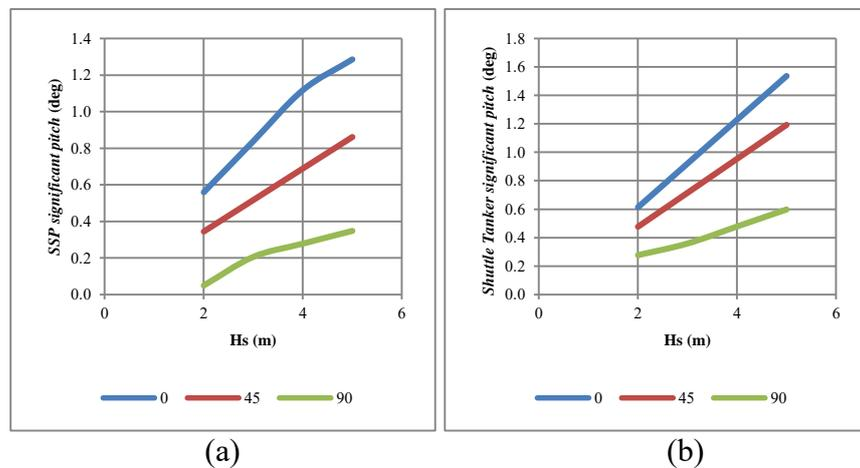 SSP significant pitch (deg)
1.4
1.2
1.0
0.8
0.6
0.4
0.2
0.0
0 2 4 6
Hs (m)
0 45 90
(a)
Shuttle Tanker significant pitch (deg)
1.8
1.6
1.4
1.2
1.0
0.8
0.6
0.4
0.2
0.0
0 2 4 6
Hs (m)
0 45 90
(b)